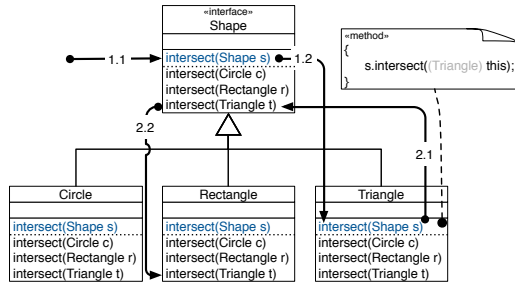 «interface»
Shape
intersect(Shape s)
intersect(Circle c)
intersect(Rectangle r)
intersect(Triangle t)
1.1
1.2
«method»
{
s.intersect((Triangle) this);
}
2.2
2.1
Circle
intersect(Shape s)
intersect(Circle c)
intersect(Rectangle r)
intersect(Triangle t)
Rectangle
intersect(Shape s)
intersect(Circle c)
intersect(Rectangle r)
intersect(Triangle t)
Triangle
intersect(Shape s)
intersect(Circle c)
intersect(Rectangle r)
intersect(Triangle t)